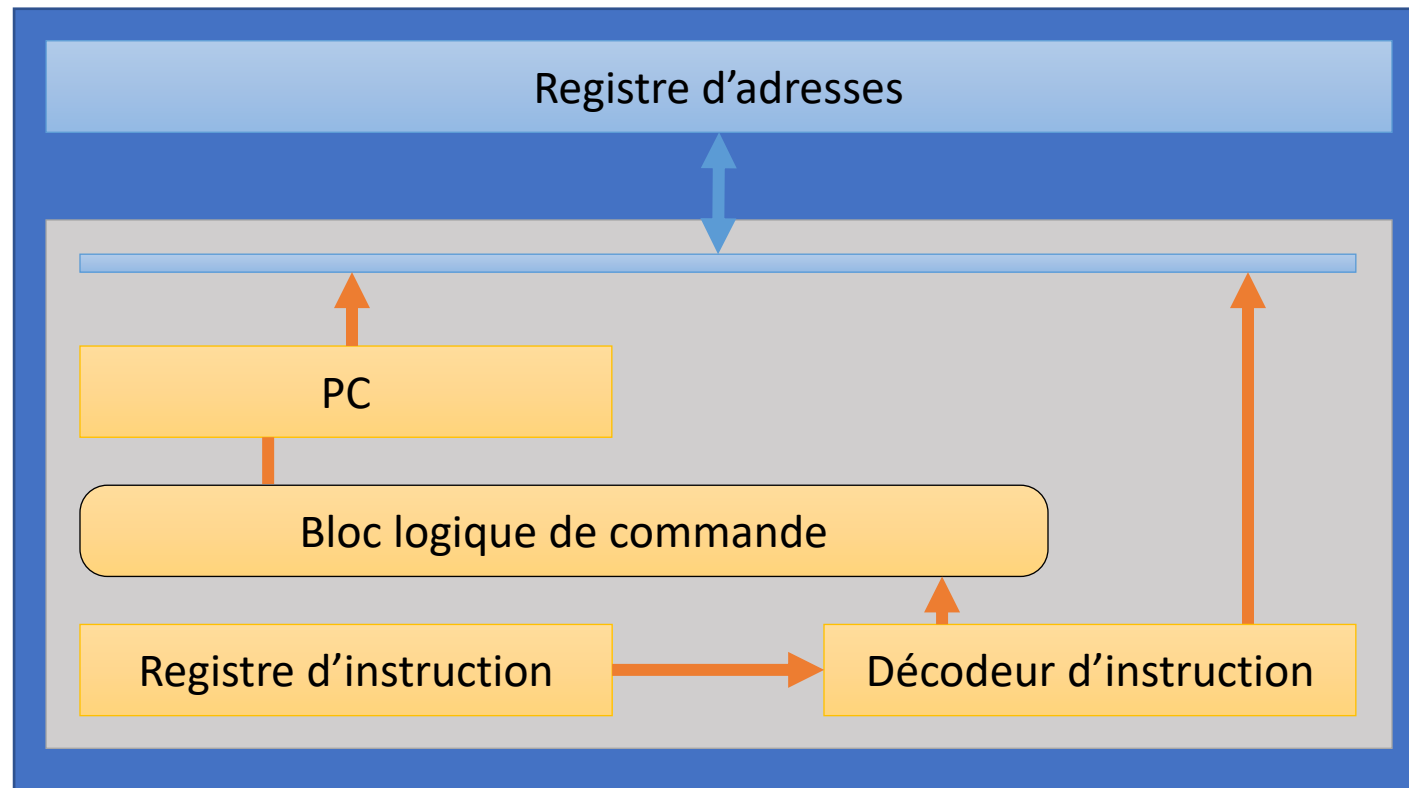 Registre d’adresses
PC
Bloc logique de commande
Registre d’instruction
Décodeur d’instruction